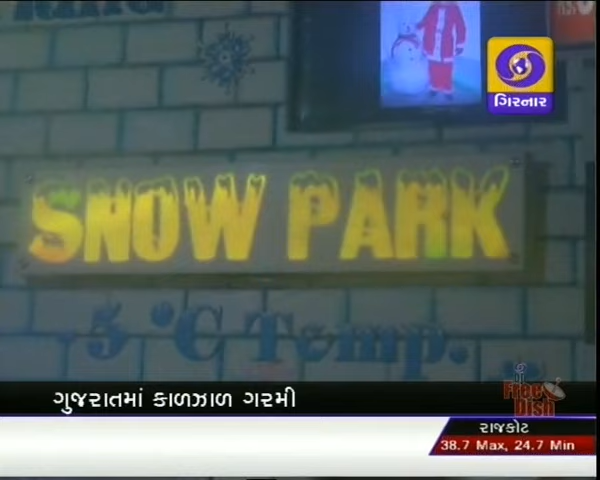 ગિરનાર
SNOW PARK
-5 °C Temp.
ગુજરાતમાં કાળઝાળ ગરમી
Free Dish
રાજકોટ
38.7 Max, 24.7 Min